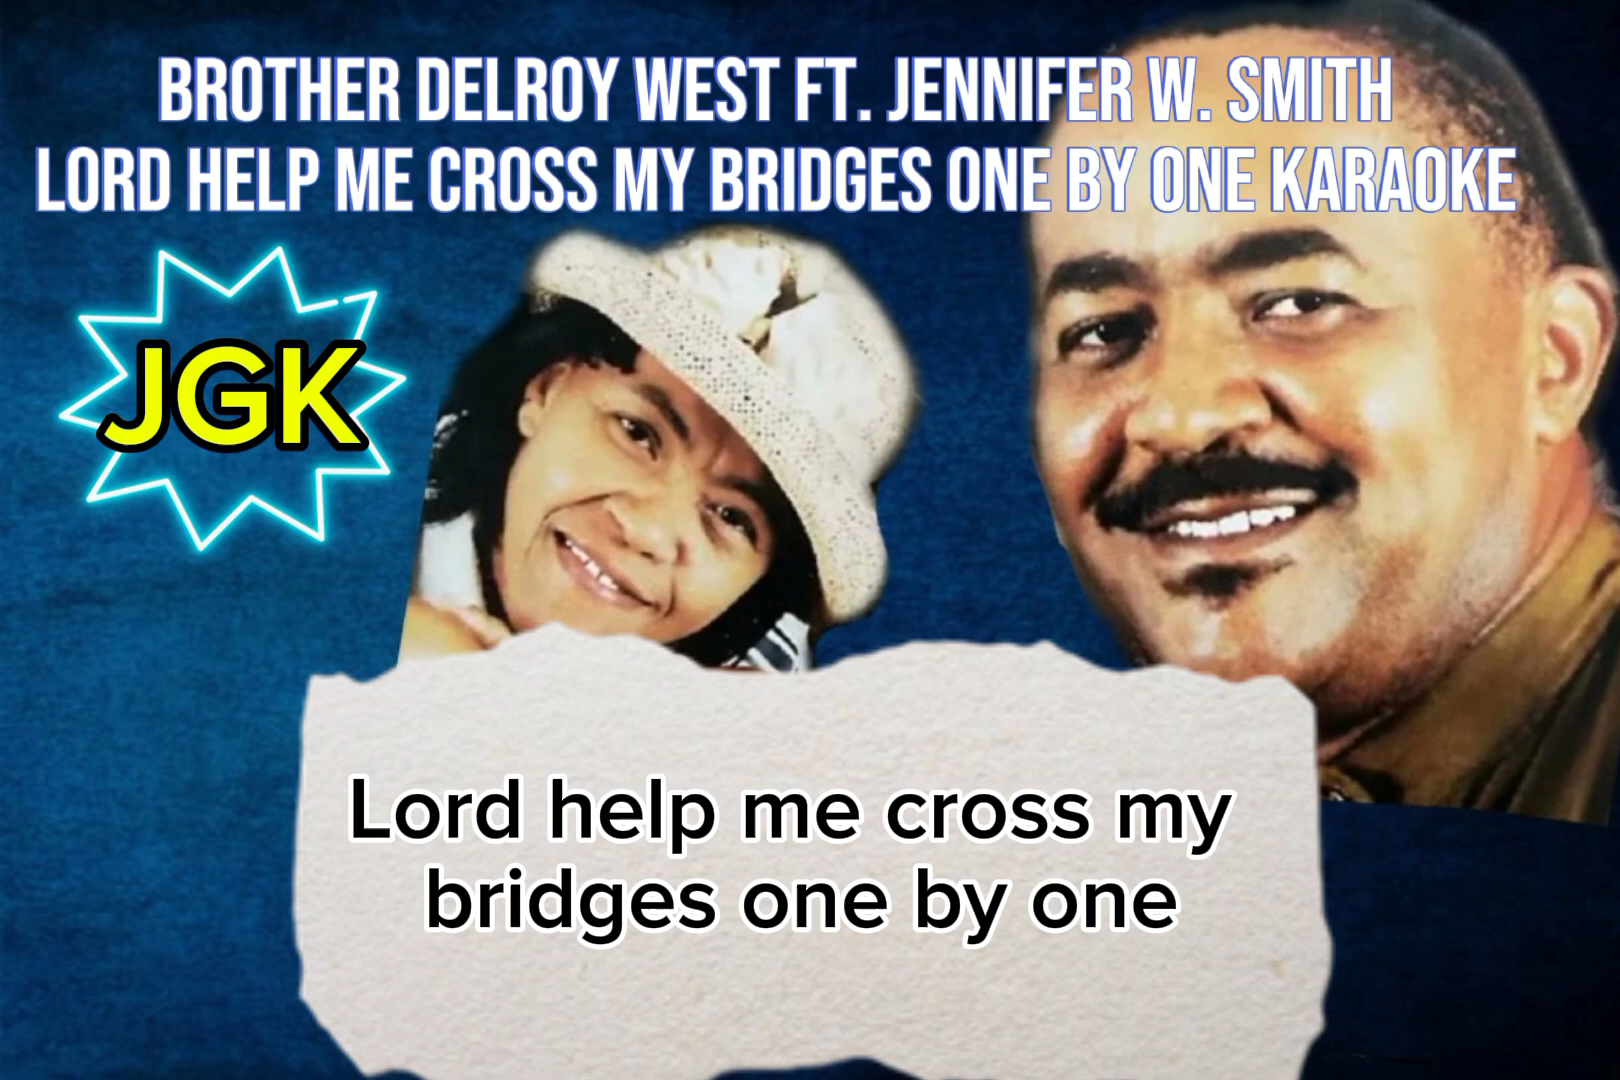 BROTHER DELROY WEST FT. JENNIFER W. SMITH
LORD HELP ME CROSS MY BRIDGES ONE BY ONE KARAOKE
JGK
Lord help me cross my
bridges one by one